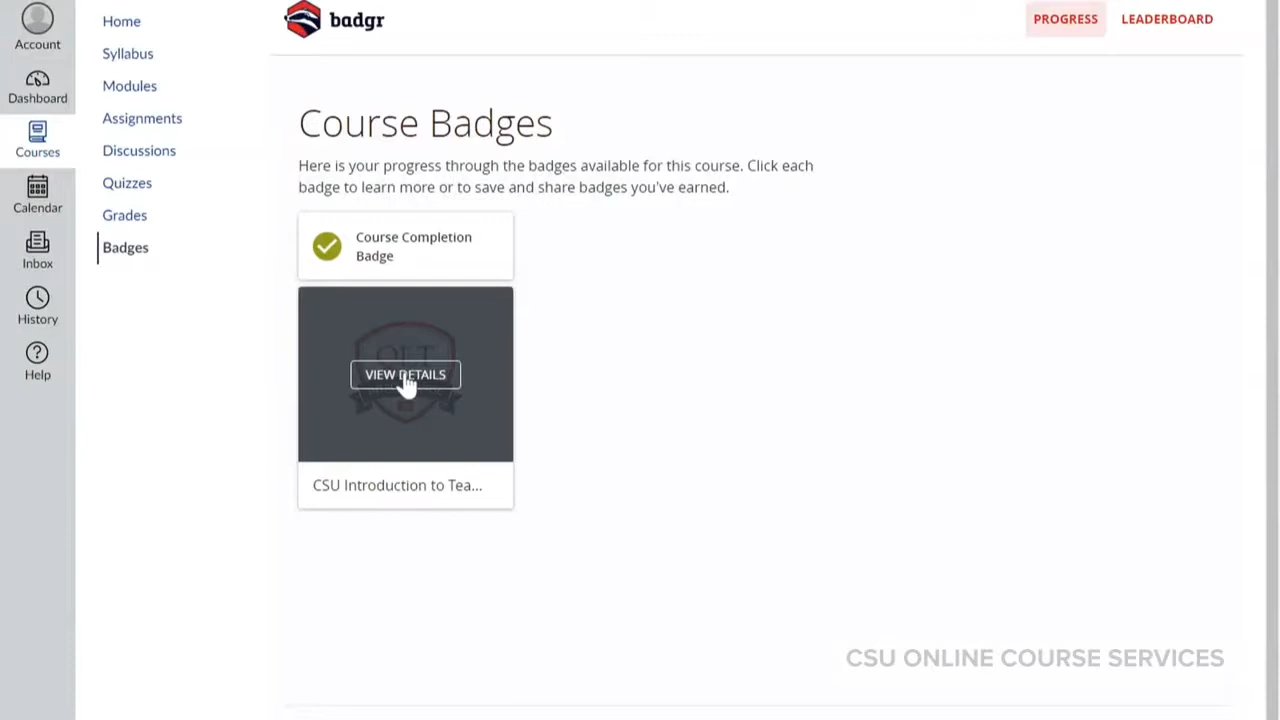 Account
Dashboard
Courses
Calendar
Inbox
History
Help
Home
Syllabus
Modules
Assignments
Discussions
Quizzes
Grades
Badges
badgr
PROGRESS
LEADERBOARD
Course Badges
Here is your progress through the badges available for this course. Click each
badge to learn more or to save and share badges you've earned.
Course Completion
Badge
VIEW DETAILS
CSU Introduction to Tea...
CSU ONLINE COURSE SERVICES